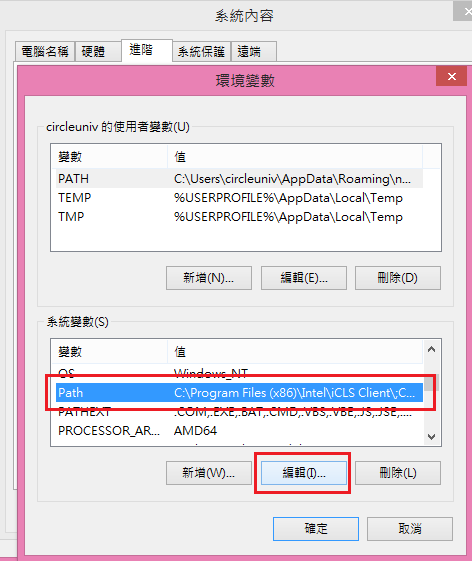 系統內容
電腦名稱 硬體 進階 系統保護 遠端
環境變數
circleuniv 的使用者變數(U)
變數 值
PATH C:\Users\circleuniv\AppData\Roaming\n...
TEMP %USERPROFILE%\AppData\Local\Temp
TMP %USERPROFILE%\AppData\Local\Temp
新增(N)... 編輯(E)... 刪除(D)
系統變數(S)
變數 值
OS Windows_NT
Path C:\Program Files (x86)\Intel\iCLS Client\;C...
PATHEXT .COM;.EXE;.BAT;.CMD;.VBS;.VBE;.JS;.JSE;....
PROCESSOR_AR... AMD64
新增(W)... 編輯(I)... 刪除(L)
確定 取消